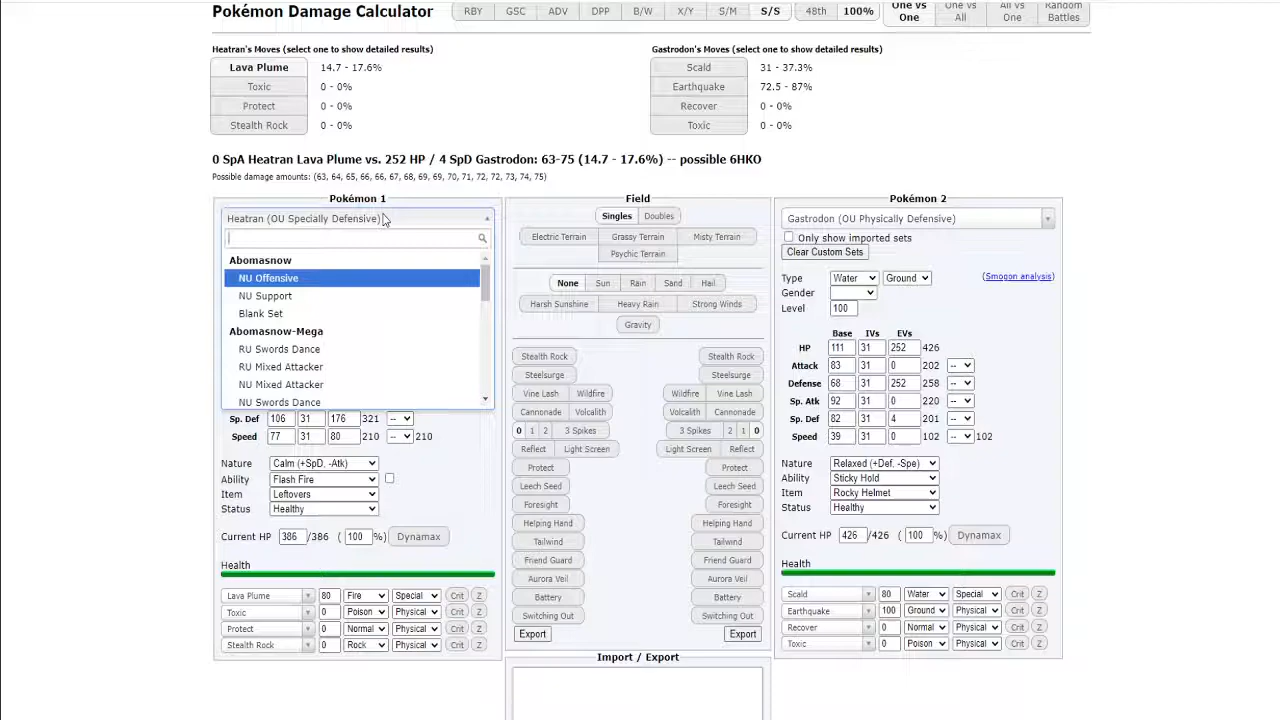 Pokémon Damage Calculator
RBY GSC ADV DPP B/W X/Y S/M S/S 48th 100% One vs One One vs All All vs One Random Battles
Heatran's Moves (select one to show detailed results)
Lava Plume 14.7 - 17.6%
Toxic 0 - 0%
Protect 0 - 0%
Stealth Rock 0 - 0%
Gastrodon's Moves (select one to show detailed results)
Scald 31 - 37.3%
Earthquake 72.5 - 87%
Recover 0 - 0%
Toxic 0 - 0%
0 SpA Heatran Lava Plume vs. 252 HP / 4 SpD Gastrodon: 63-75 (14.7 - 17.6%) -- possible 6HKO
Possible damage amounts: (63, 64, 65, 66, 66, 67, 68, 69, 69, 70, 71, 72, 72, 73, 74, 75)
Pokémon 1
Heatran (OU Specially Defensive)
Abomasnow
NU Offensive
NU Support
Blank Set
Abomasnow-Mega
RU Swords Dance
RU Mixed Attacker
NU Mixed Attacker
NU Swords Dance
Sp. Def 106 31 176 321 --
Speed 77 31 80 210 -- 210
Nature Calm (+SpD, -Atk)
Ability Flash Fire
Item Leftovers
Status Healthy
Current HP 386 /386 ( 100 %) Dynamax
Health
Lava Plume 80 Fire Special Crit Z
Toxic 0 Poison Physical Crit Z
Protect 0 Normal Physical Crit Z
Stealth Rock 0 Rock Physical Crit Z
Field
Singles Doubles
Electric Terrain Grassy Terrain Misty Terrain
Psychic Terrain
None Sun Rain Sand Hail
Harsh Sunshine Heavy Rain Strong Winds
Gravity
Stealth Rock Stealth Rock
Steelsurge Steelsurge
Vine Lash Wildfire Wildfire Vine Lash
Cannonade Volcalith Volcalith Cannonade
0 1 2 3 Spikes 3 Spikes 2 1 0
Reflect Light Screen Light Screen Reflect
Protect Protect
Leech Seed Leech Seed
Foresight Foresight
Helping Hand Helping Hand
Tailwind Tailwind
Friend Guard Friend Guard
Aurora Veil Aurora Veil
Battery Battery
Switching Out Switching Out
Export Export
Import / Export
Pokémon 2
Gastrodon (OU Physically Defensive)
Only show imported sets
Clear Custom Sets
Type Water Ground (Smogon analysis)
Gender
Level 100
Base IVs EVs
HP 111 31 252 426
Attack 83 31 0 202 --
Defense 68 31 252 258 --
Sp. Atk 92 31 0 220 --
Sp. Def 82 31 4 201 --
Speed 39 31 0 102 -- 102
Nature Relaxed (+Def, -Spe)
Ability Sticky Hold
Item Rocky Helmet
Status Healthy
Current HP 426 /426 ( 100 %) Dynamax
Health
Scald 80 Water Special Crit Z
Earthquake 100 Ground Physical Crit Z
Recover 0 Normal Physical Crit Z
Toxic 0 Poison Physical Crit Z